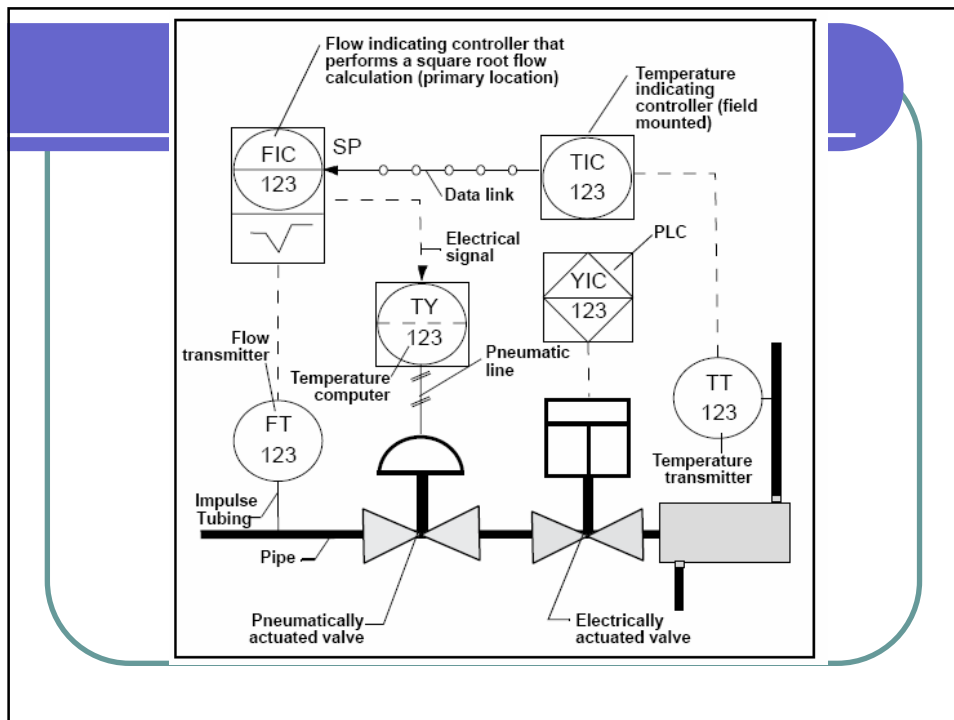 Flow indicating controller that
performs a square root flow
calculation (primary location)
Temperature
indicating
controller (field
mounted)
FIC
123
SP
Data link
TIC
123
Electrical
signal
PLC
YIC
123
TY
123
Flow
transmitter
Temperature
computer
Pneumatic
line
FT
123
TT
123
Temperature
transmitter
Impulse
Tubing
Pipe
Pneumatically
actuated valve
Electrically
actuated valve